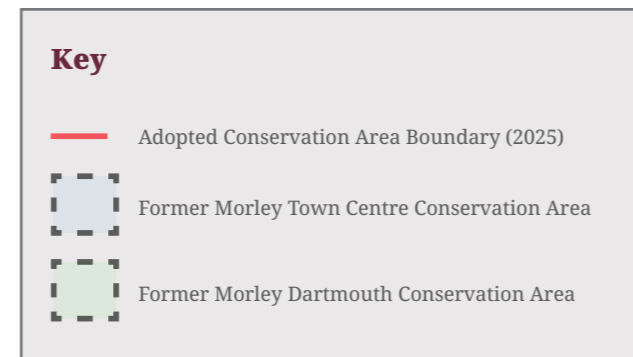 Key
Adopted Conservation Area Boundary (2025)
Former Morley Town Centre Conservation Area
Former Morley Dartmouth Conservation Area